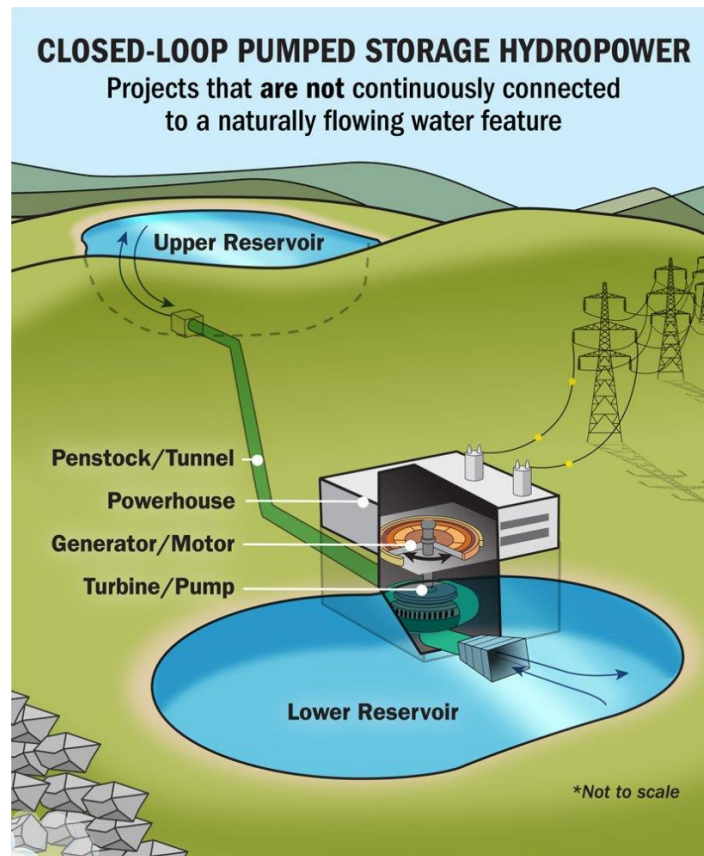 CLOSED-LOOP PUMPED STORAGE HYDROPOWER
Projects that are not continuously connected
to a naturally flowing water feature
Upper Reservoir
Penstock/Tunnel
Powerhouse
Generator/Motor
Turbine/Pump
Lower Reservoir
*Not to scale